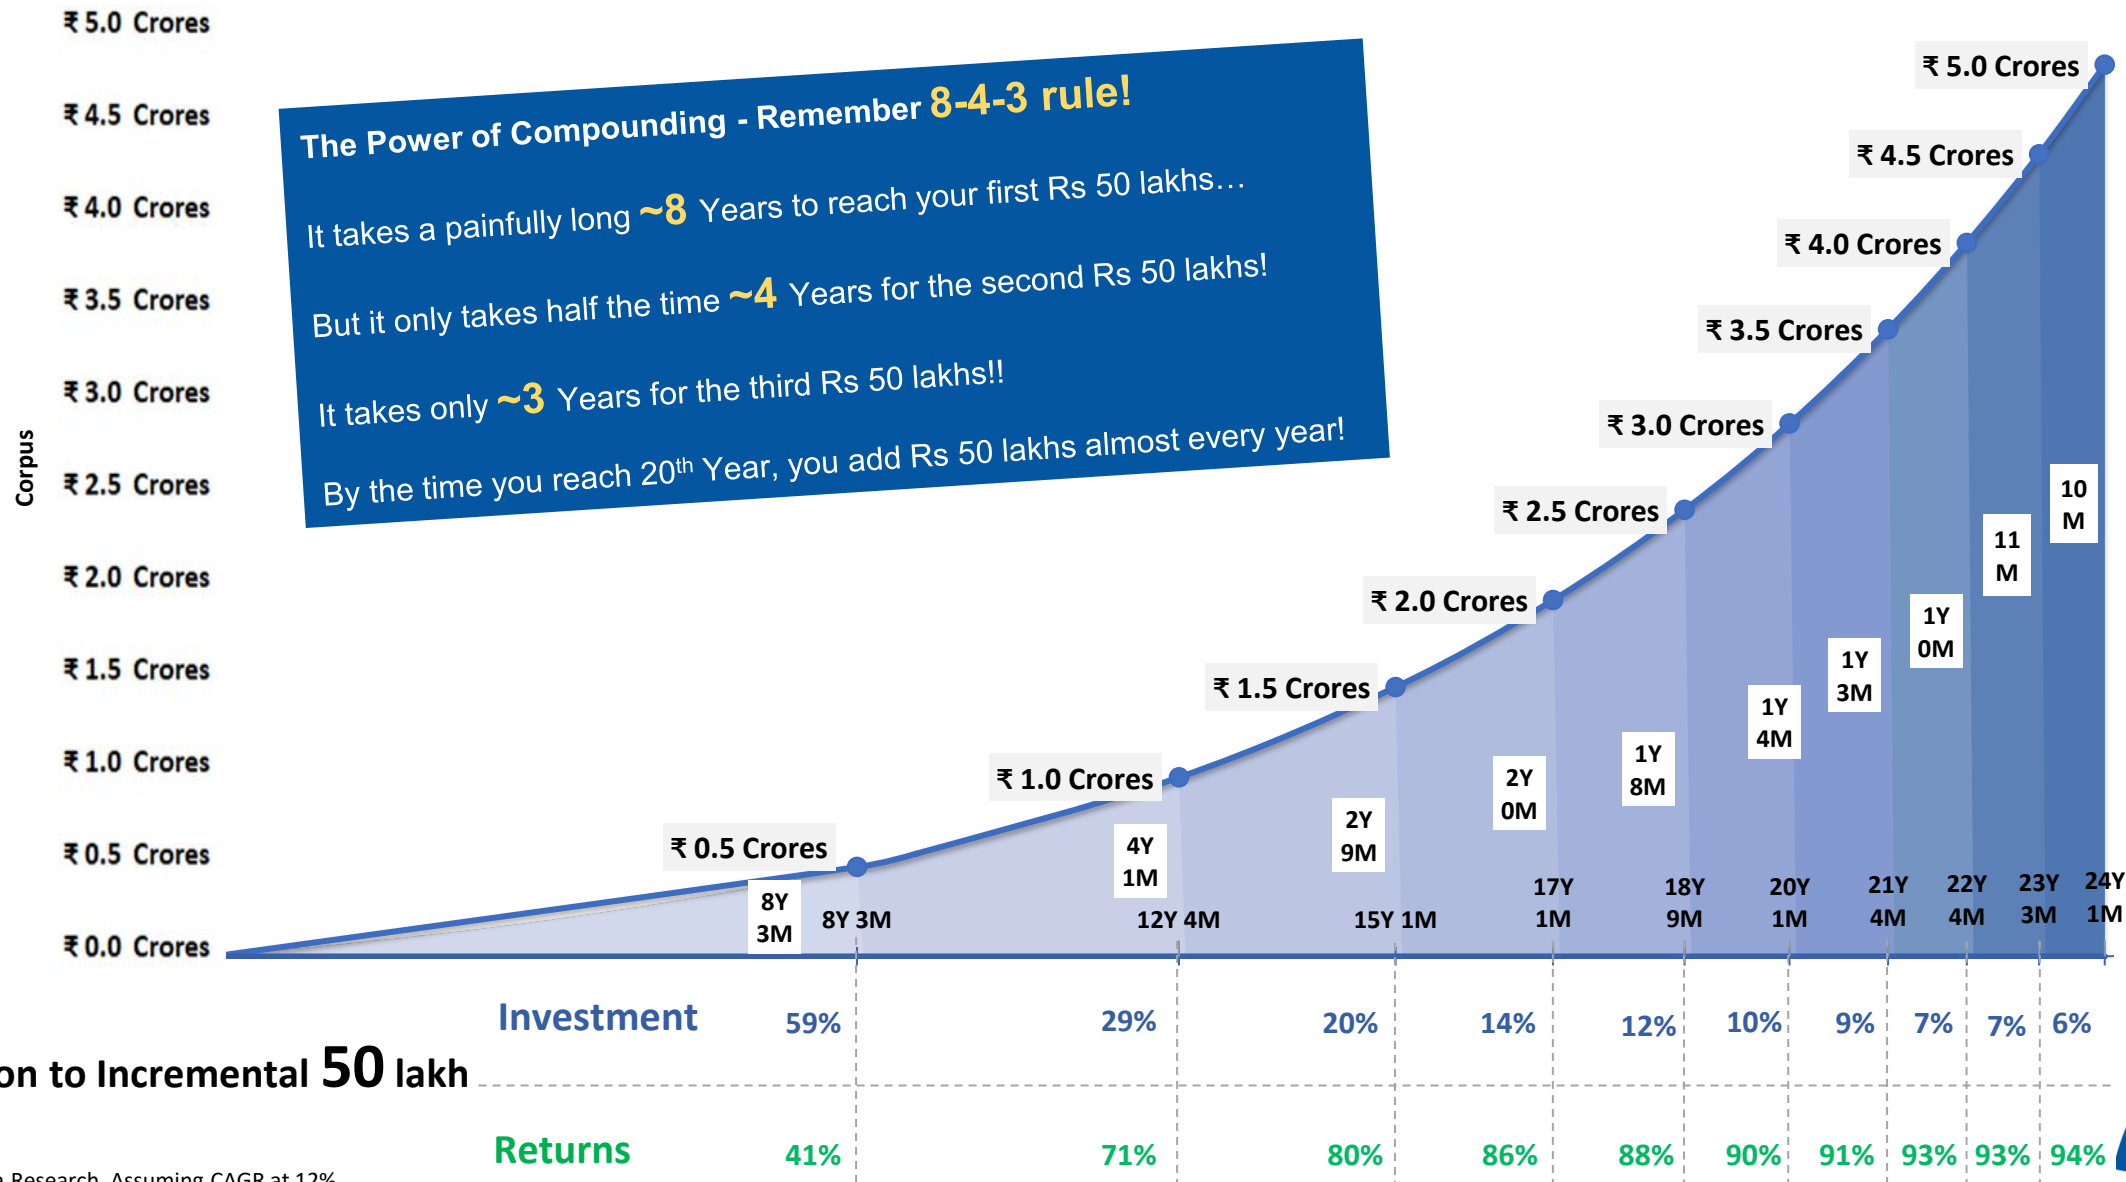 ₹ 5.0 Crores
₹ 4.5 Crores
₹ 4.0 Crores
₹ 3.5 Crores
₹ 3.0 Crores
₹ 2.5 Crores
₹ 2.0 Crores
₹ 1.5 Crores
₹ 1.0 Crores
₹ 0.5 Crores
₹ 0.0 Crores
Corpus
The Power of Compounding - Remember 8-4-3 rule!
It takes a painfully long ~8 Years to reach your first Rs 50 lakhs...
But it only takes half the time ~4 Years for the second Rs 50 lakhs!
It takes only ~3 Years for the third Rs 50 lakhs!!
By the time you reach 20th Year, you add Rs 50 lakhs almost every year!
₹ 0.5 Crores
₹ 1.0 Crores
₹ 1.5 Crores
₹ 2.0 Crores
₹ 2.5 Crores
₹ 3.0 Crores
₹ 3.5 Crores
₹ 4.0 Crores
₹ 4.5 Crores
₹ 5.0 Crores
8Y
3M
4Y
1M
2Y
9M
2Y
0M
1Y
8M
1Y
4M
1Y
3M
1Y
0M
11
M
10
M
8Y 3M
12Y 4M
15Y 1M
17Y
1M
18Y
9M
20Y
1M
21Y
4M
22Y
4M
23Y
3M
24Y
1M
Investment 59% 29% 20% 14% 12% 10% 9% 7% 7% 6%
on to Incremental 50 lakh
Returns 41% 71% 80% 86% 88% 90% 91% 93% 93% 94%
Research, Assuming CAGR at 12%